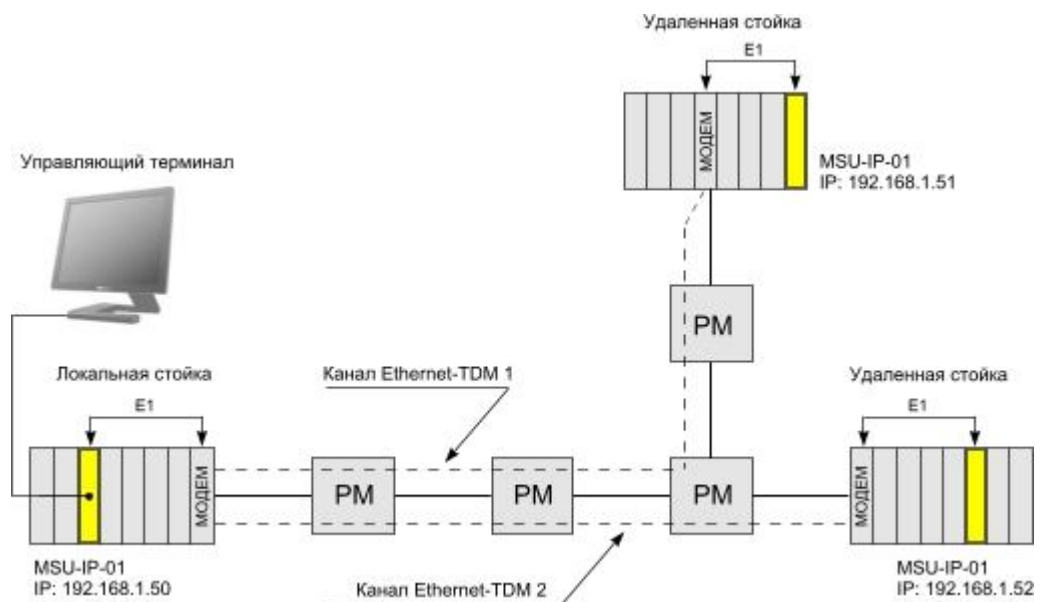 Удаленная стойка
E1
МОДЕМ
MSU-IP-01
IP: 192.168.1.51
Управляющий терминал
PM
Локальная стойка
E1
Канал Ethernet-TDM 1
Удаленная стойка
E1
МОДЕМ
PM
PM
PM
МОДЕМ
MSU-IP-01
IP: 192.168.1.50
Канал Ethernet-TDM 2
MSU-IP-01
IP: 192.168.1.52